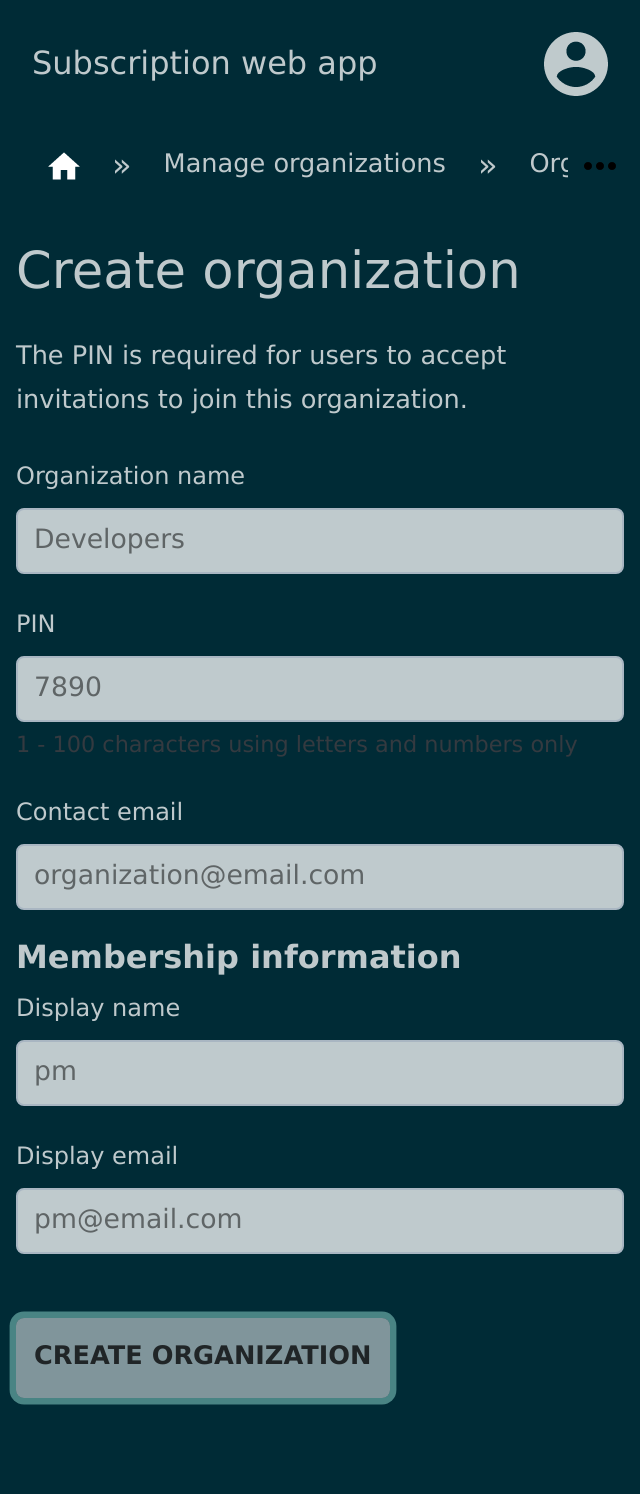 Subscription web app
» Manage organizations » Org
Create organization
The PIN is required for users to accept
invitations to join this organization.
Organization name
Developers
PIN
7890
1 - 100 characters using letters and numbers only
Contact email
organization@email.com
Membership information
Display name
pm
Display email
pm@email.com
CREATE ORGANIZATION